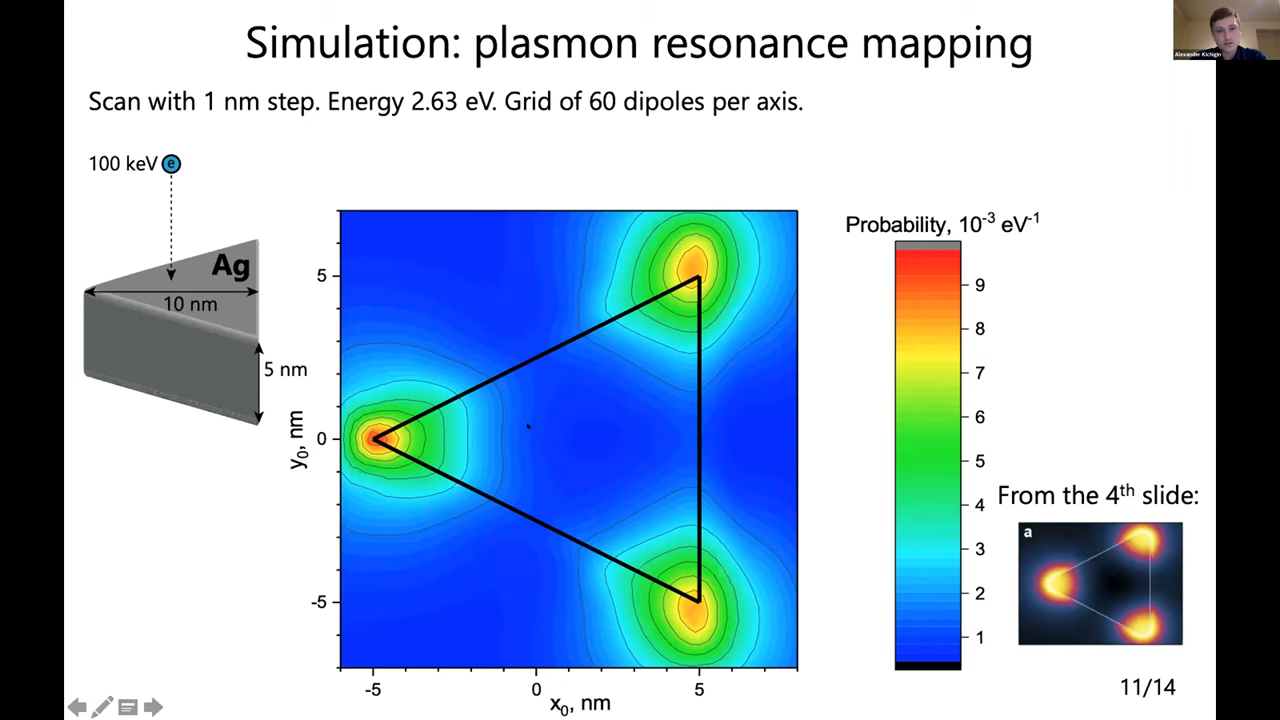 Simulation: plasmon resonance mapping
Alexander Kichigin
Scan with 1 nm step. Energy 2.63 eV. Grid of 60 dipoles per axis.
100 keV e
Ag
10 nm
5 nm
y₀, nm
5
0
-5
-5 0 5
x₀, nm
Probability, 10⁻³ eV⁻¹
9
8
7
6
5
4
3
2
1
From the 4ᵗʰ slide:
a
11/14